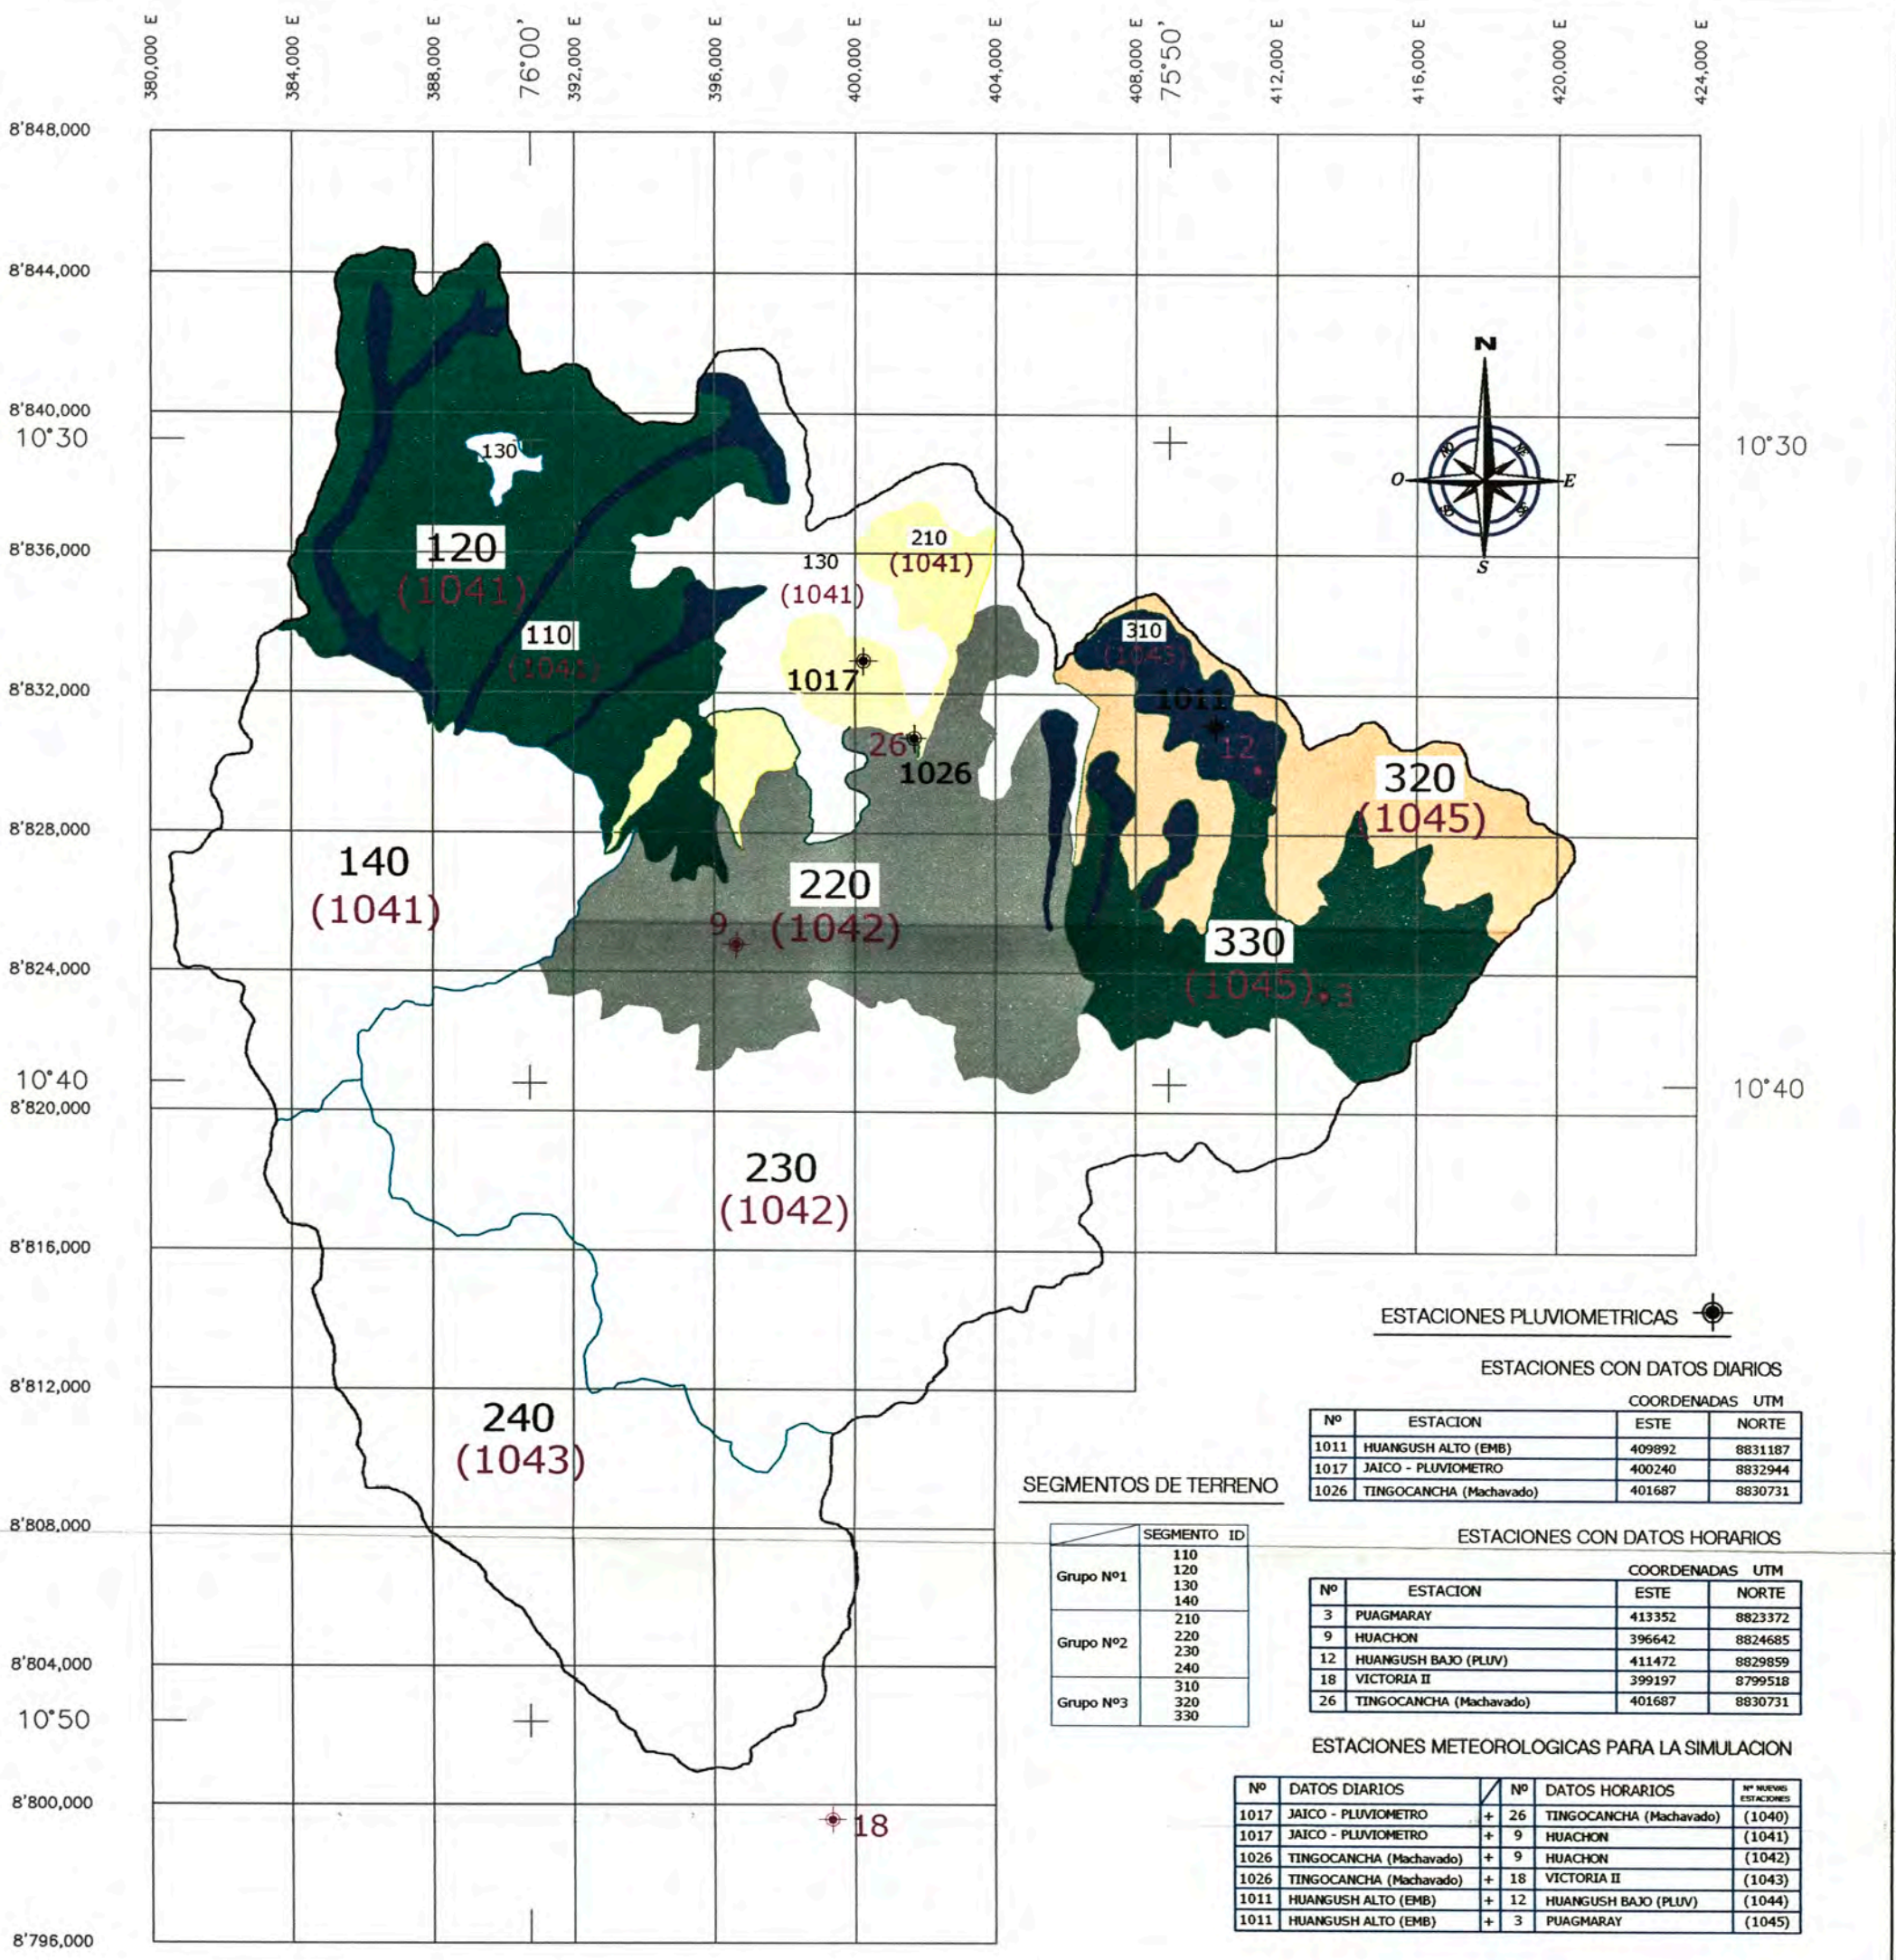 380,000 E
384,000 E
388,000 E
76°00'
392,000 E
396,000 E
400,000 E
404,000 E
408,000 E
75°50'
412,000 E
416,000 E
420,000 E
424,000 E
8'848,000
8'844,000
8'840,000
10°30
8'836,000
8'832,000
8'828,000
8'824,000
10°40
8'820,000
8'816,000
8'812,000
8'808,000
8'804,000
10°50
8'800,000
8'796,000
10°30
10°40
N
NO
NE
O
E
SE
S
130
120
(1041)
110
(1041)
130
(1041)
210
(1041)
1017
26
1026
310
(1045)
1011
12
320
(1045)
140
(1041)
220
9
(1042)
330
(1045)
3
230
(1042)
240
(1043)
18
ESTACIONES PLUVIOMETRICAS
ESTACIONES CON DATOS DIARIOS
COORDENADAS UTM
Nº ESTACION ESTE NORTE
1011 HUANGUSH ALTO (EMB) 409892 8831187
1017 JAICO - PLUVIOMETRO 400240 8832944
1026 TINGOCANCHA (Machavado) 401687 8830731
SEGMENTOS DE TERRENO
SEGMENTO ID
Grupo Nº1
110
120
130
140
Grupo Nº2
210
220
230
240
Grupo Nº3
310
320
330
ESTACIONES CON DATOS HORARIOS
COORDENADAS UTM
Nº ESTACION ESTE NORTE
3 PUAGMARAY 413352 8823372
9 HUACHON 396642 8824685
12 HUANGUSH BAJO (PLUV) 411472 8829859
18 VICTORIA II 399197 8799518
26 TINGOCANCHA (Machavado) 401687 8830731
ESTACIONES METEOROLOGICAS PARA LA SIMULACION
Nº DATOS DIARIOS / Nº DATOS HORARIOS Nº NUEVAS ESTACIONES
1017 JAICO - PLUVIOMETRO + 26 TINGOCANCHA (Machavado) (1040)
1017 JAICO - PLUVIOMETRO + 9 HUACHON (1041)
1026 TINGOCANCHA (Machavado) + 9 HUACHON (1042)
1026 TINGOCANCHA (Machavado) + 18 VICTORIA II (1043)
1011 HUANGUSH ALTO (EMB) + 12 HUANGUSH BAJO (PLUV) (1044)
1011 HUANGUSH ALTO (EMB) + 3 PUAGMARAY (1045)